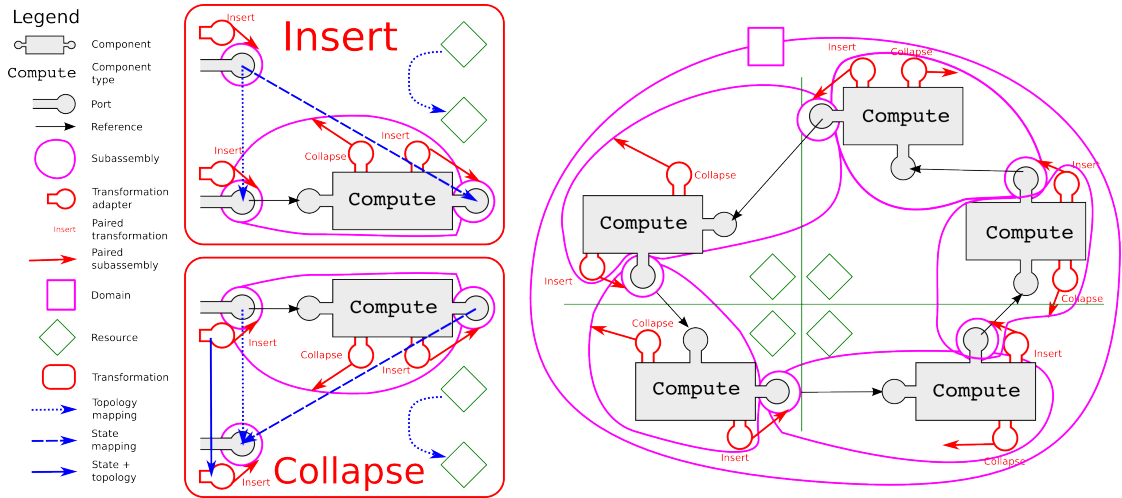 Legend
Component
Compute
Component
type
Port
Reference
Subassembly
Transformation
adapter
Insert
Paired
transformation
Paired
subassembly
Domain
Resource
Transformation
Topology
mapping
State
mapping
State +
topology
Insert
Insert
Insert
Insert
Collapse
Compute
Compute
Insert
Collapse
Insert
Insert
Collapse
Insert
Collapse
Compute
Insert
Collapse
Compute
Compute
Insert
Collapse
Collapse
Insert
Compute
Compute
Insert
Collapse